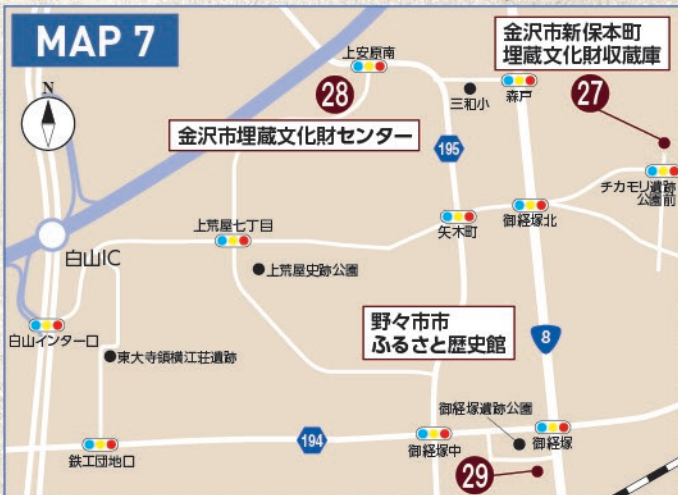 MAP 7
N
金沢市新保本町
埋蔵文化財収蔵庫
27
上安原南
28
三和小
森戸
金沢市埋蔵文化財センター
195
チカモリ遺跡
公園前
御経塚北
矢木町
上荒屋七丁目
白山IC
上荒屋史跡公園
白山インター口
野々市市
ふるさと歴史館
8
東大寺領横江荘遺跡
御経塚遺跡公園
御経塚
194
御経塚中
鉄工団地口
29